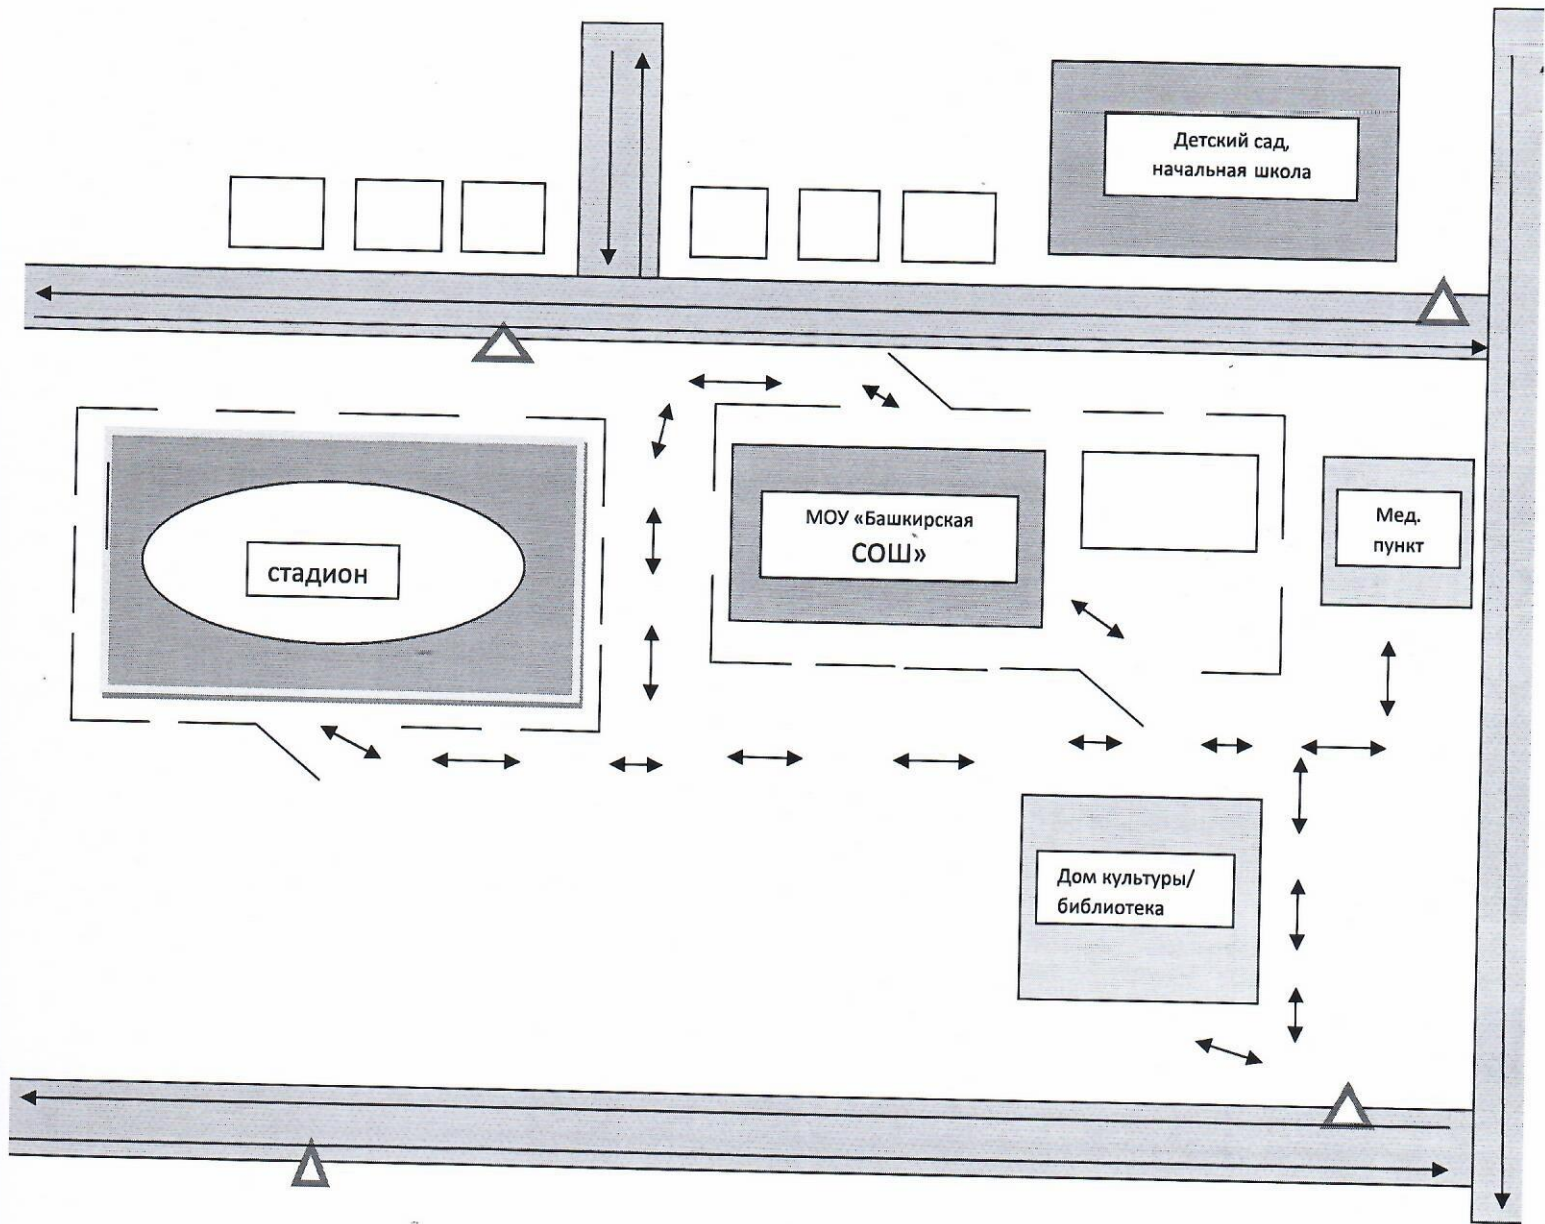 Детский сад,
начальная школа
МОУ «Башкирская
СОШ»
Мед.
пункт
стадион
Дом культуры/
библиотека